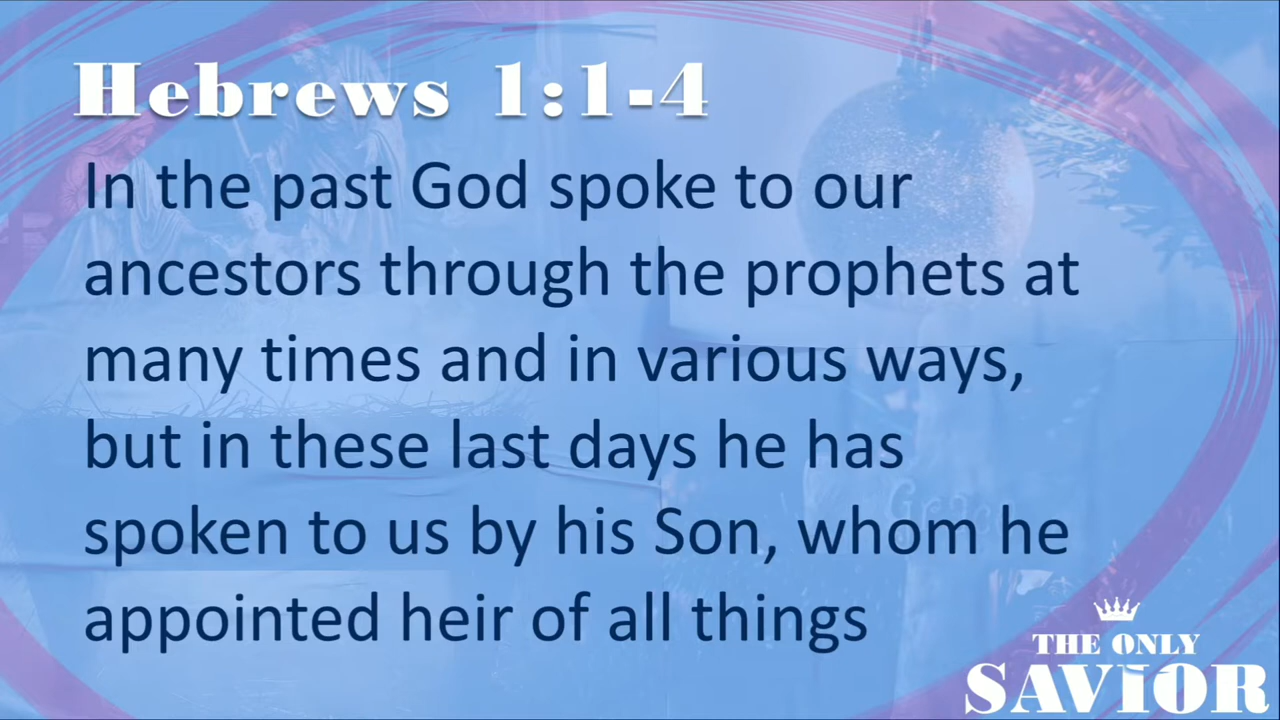 Hebrews 1:1-4
In the past God spoke to our
ancestors through the prophets at
many times and in various ways,
but in these last days he has
spoken to us by his Son, whom he
appointed heir of all things
THE ONLY
SAVIOR